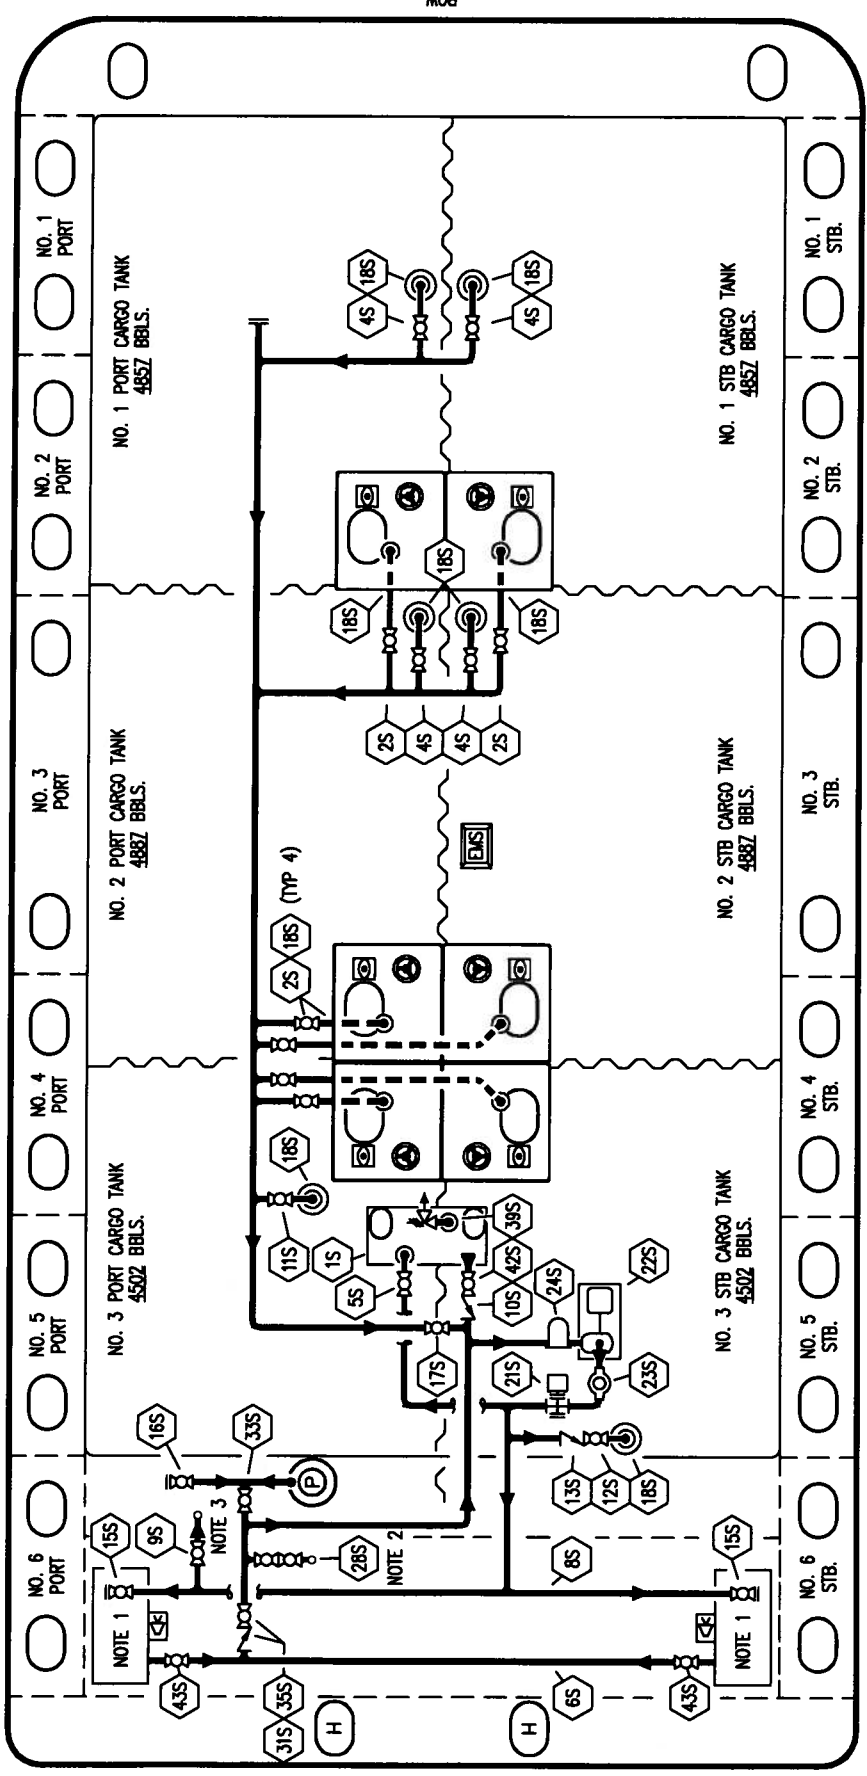 BOW
NO. 1
PORT
NO. 2
PORT
NO. 3
PORT
NO. 4
PORT
NO. 5
PORT
NO. 6
PORT
NO. 1 PORT CARGO TANK
4857 BBLS.
NO. 2 PORT CARGO TANK
4887 BBLS.
NO. 3 PORT CARGO TANK
4502 BBLS.
18S
4S
18S
4S
18S
18S
18S
2S
4S
4S
2S
EMS
2S
18S
(TYP 4)
18S
11S
1S
5S
39S
42S
10S
24S
22S
17S
21S
23S
16S
33S
P
13S
12S
18S
15S
9S
NOTE 3
28S
NOTE 2
8S
15S
NOTE 1
NOTE 1
43S
35S
31S
6S
43S
H
H
NO. 1 STB CARGO TANK
4857 BBLS.
NO. 2 STB CARGO TANK
4887 BBLS.
NO. 3 STB CARGO TANK
4502 BBLS.
NO. 1
STB.
NO. 2
STB.
NO. 3
STB.
NO. 4
STB.
NO. 5
STB.
NO. 6
STB.